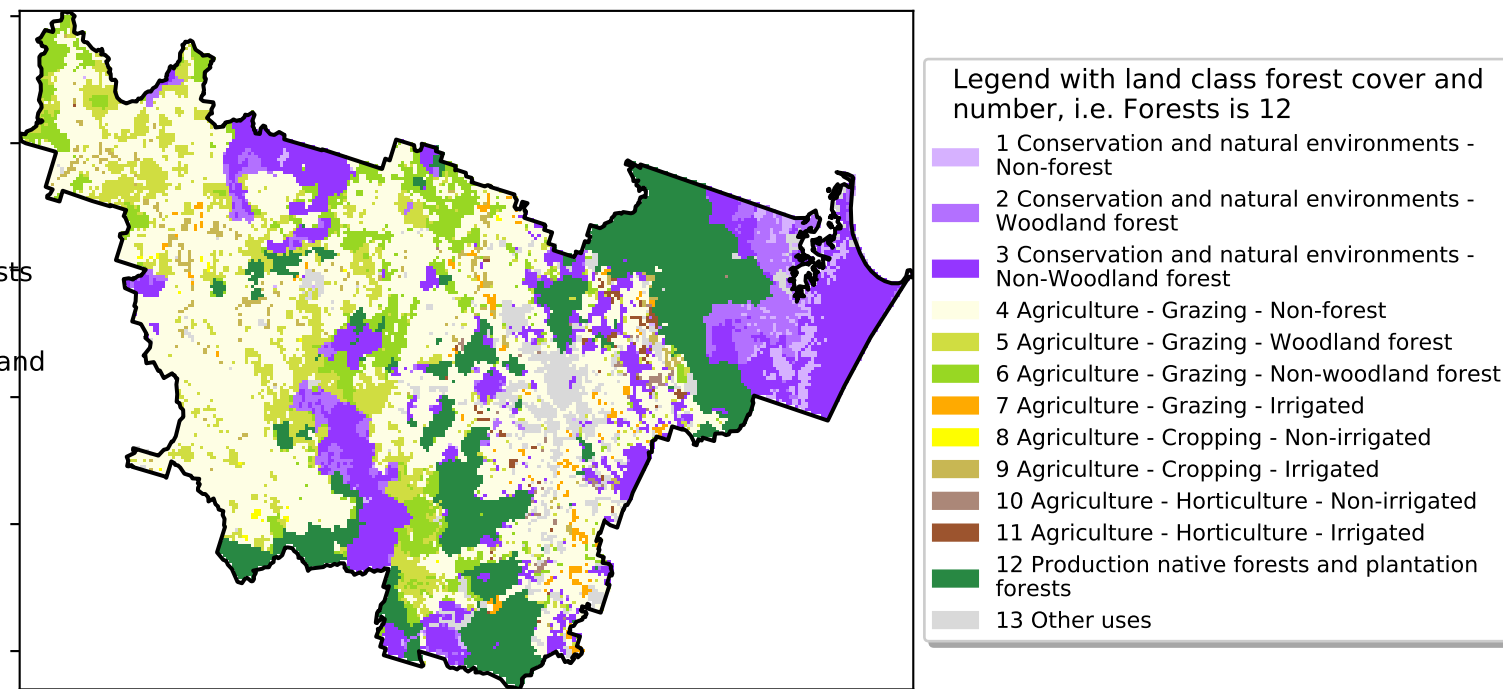 Legend with land class forest cover and
number, i.e. Forests is 12
1 Conservation and natural environments -
Non-forest
2 Conservation and natural environments -
Woodland forest
3 Conservation and natural environments -
Non-Woodland forest
4 Agriculture - Grazing - Non-forest
5 Agriculture - Grazing - Woodland forest
6 Agriculture - Grazing - Non-woodland forest
7 Agriculture - Grazing - Irrigated
8 Agriculture - Cropping - Non-irrigated
9 Agriculture - Cropping - Irrigated
10 Agriculture - Horticulture - Non-irrigated
11 Agriculture - Horticulture - Irrigated
12 Production native forests and plantation
forests
13 Other uses